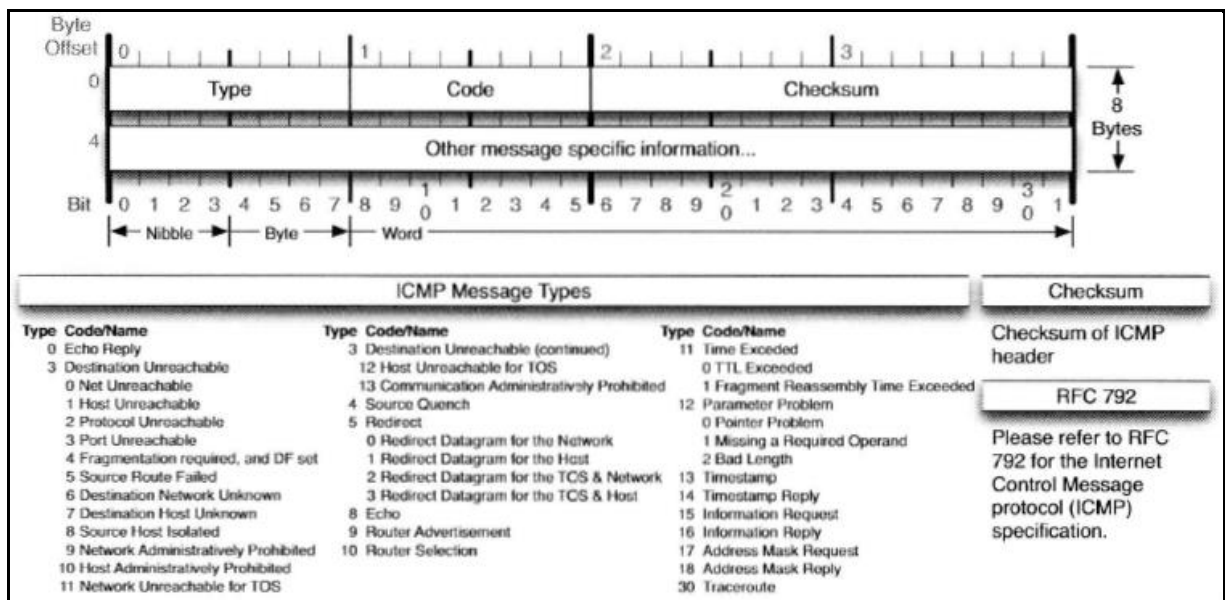 Byte
Offset
0 1 2 3
0 Type Code Checksum
8
Bytes
4 Other message specific information...
Bit 0 1 2 3 4 5 6 7 8 9 10 1 2 3 4 5 6 7 8 9 20 1 2 3 4 5 6 7 8 9 30 1
Nibble Byte Word
ICMP Message Types
Type Code/Name
0 Echo Reply
3 Destination Unreachable
0 Net Unreachable
1 Host Unreachable
2 Protocol Unreachable
3 Port Unreachable
4 Fragmentation required, and DF set
5 Source Route Failed
6 Destination Network Unknown
7 Destination Host Unknown
8 Source Host Isolated
9 Network Administratively Prohibited
10 Host Administratively Prohibited
11 Network Unreachable for TOS
Type Code/Name
3 Destination Unreachable (continued)
12 Host Unreachable for TOS
13 Communication Administratively Prohibited
4 Source Quench
5 Redirect
0 Redirect Datagram for the Network
1 Redirect Datagram for the Host
2 Redirect Datagram for the TOS & Network
3 Redirect Datagram for the TOS & Host
8 Echo
9 Router Advertisement
10 Router Selection
Type Code/Name
11 Time Exceded
0 TTL Exceeded
1 Fragment Reassembly Time Exceeded
12 Parameter Problem
0 Pointer Problem
1 Missing a Required Operand
2 Bad Length
13 Timestamp
14 Timestamp Reply
15 Information Request
16 Information Reply
17 Address Mask Request
18 Address Mask Reply
30 Traceroute
Checksum
Checksum of ICMP
header
RFC 792
Please refer to RFC
792 for the Internet
Control Message
protocol (ICMP)
specification.